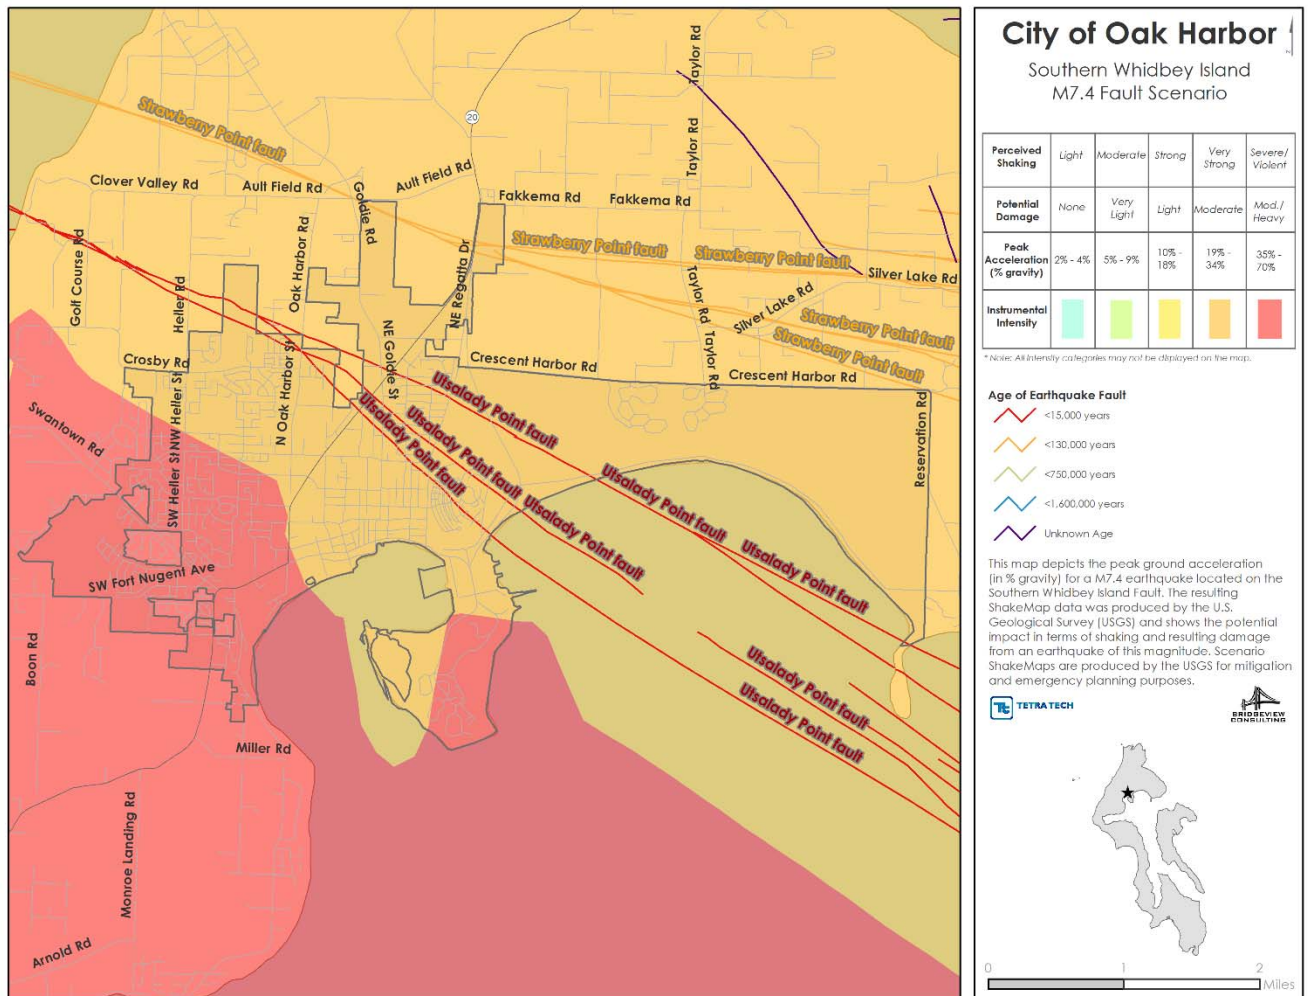 Taylor Rd
Strawberry Point fault
20
Taylor Rd
Clover Valley Rd
Ault Field Rd
Ault Field Rd
Goldie Rd
Fakkema Rd
Fakkema Rd
Golf Course Rd
Heller Rd
Oak Harbor Rd
NE Regatta Dr
Strawberry Point fault
Strawberry Point fault
Silver Lake Rd
Taylor Rd
Silver Lake Rd
Strawberry Point fault
Strawberry Point fault
Taylor Rd
Crosby Rd
N Oak Harbor St
NE Goldie St
Crescent Harbor Rd
Crescent Harbor Rd
Reservation Rd
Swantown Rd
NW Heller St
SW Heller St
Utsalady Point fault
Utsalady Point fault
Utsalady Point fault
Utsalady Point fault
Utsalady Point fault
Utsalady Point fault
SW Fort Nugent Ave
Boon Rd
Utsalady Point fault
Utsalady Point fault
Miller Rd
Monroe Landing Rd
Arnold Rd
City of Oak Harbor
Southern Whidbey Island
M7.4 Fault Scenario
Perceived Shaking Light Moderate Strong Very Strong Severe/ Violent
Potential Damage None Very Light Light Moderate Mod./ Heavy
Peak Acceleration (% gravity) 2% - 4% 5% - 9% 10% - 18% 19% - 34% 35% - 70%
Instrumental Intensity
* Note: All intensity categories may not be displayed on the map.
Age of Earthquake Fault
<15,000 years
<130,000 years
<750,000 years
<1,600,000 years
Unknown Age
This map depicts the peak ground acceleration
(in % gravity) for a M7.4 earthquake located on the
Southern Whidbey Island Fault. The resulting
ShakeMap data was produced by the U.S.
Geological Survey (USGS) and shows the potential
impact in terms of shaking and resulting damage
from an earthquake of this magnitude. Scenario
ShakeMaps are produced by the USGS for mitigation
and emergency planning purposes.
TETRA TECH
BRIDGEVIEW
CONSULTING
0 1 2
Miles